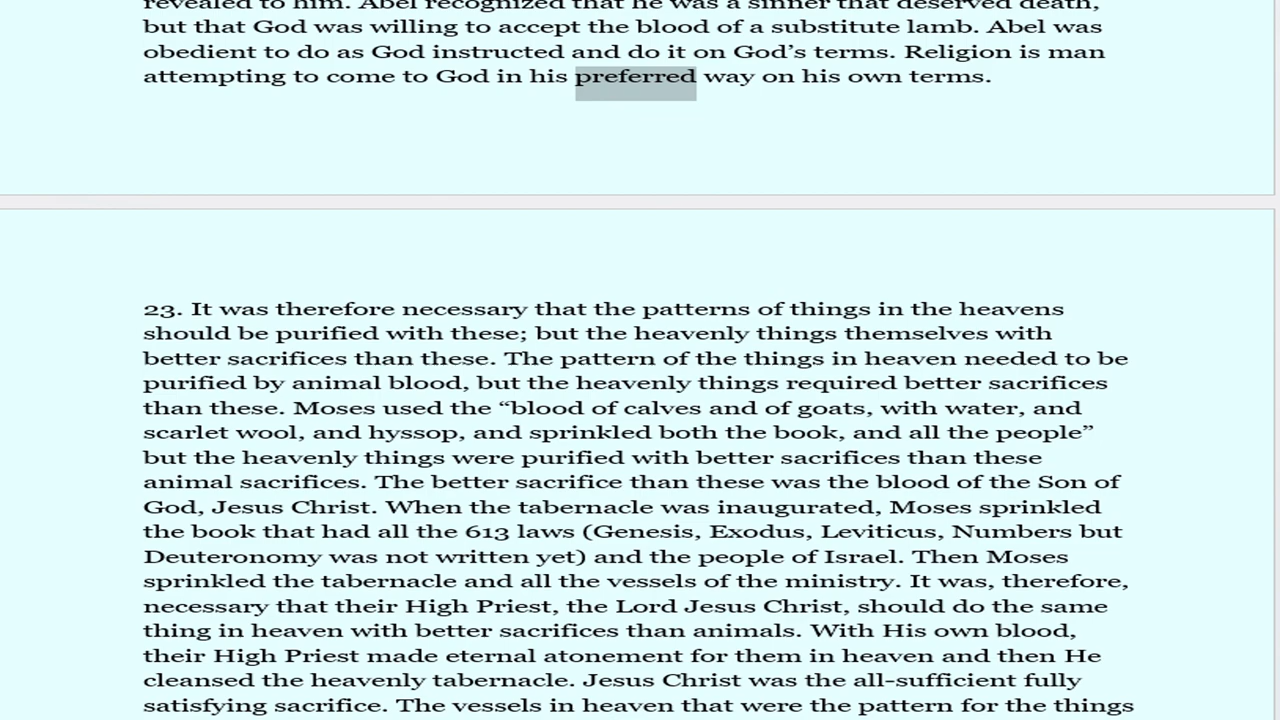 revealed to him. Abel recognized that he was a sinner that deserved death,
but that God was willing to accept the blood of a substitute lamb. Abel was
obedient to do as God instructed and do it on God’s terms. Religion is man
attempting to come to God in his preferred way on his own terms.
23. It was therefore necessary that the patterns of things in the heavens
should be purified with these; but the heavenly things themselves with
better sacrifices than these. The pattern of the things in heaven needed to be
purified by animal blood, but the heavenly things required better sacrifices
than these. Moses used the “blood of calves and of goats, with water, and
scarlet wool, and hyssop, and sprinkled both the book, and all the people”
but the heavenly things were purified with better sacrifices than these
animal sacrifices. The better sacrifice than these was the blood of the Son of
God, Jesus Christ. When the tabernacle was inaugurated, Moses sprinkled
the book that had all the 613 laws (Genesis, Exodus, Leviticus, Numbers but
Deuteronomy was not written yet) and the people of Israel. Then Moses
sprinkled the tabernacle and all the vessels of the ministry. It was, therefore,
necessary that their High Priest, the Lord Jesus Christ, should do the same
thing in heaven with better sacrifices than animals. With His own blood,
their High Priest made eternal atonement for them in heaven and then He
cleansed the heavenly tabernacle. Jesus Christ was the all-sufficient fully
satisfying sacrifice. The vessels in heaven that were the pattern for the things